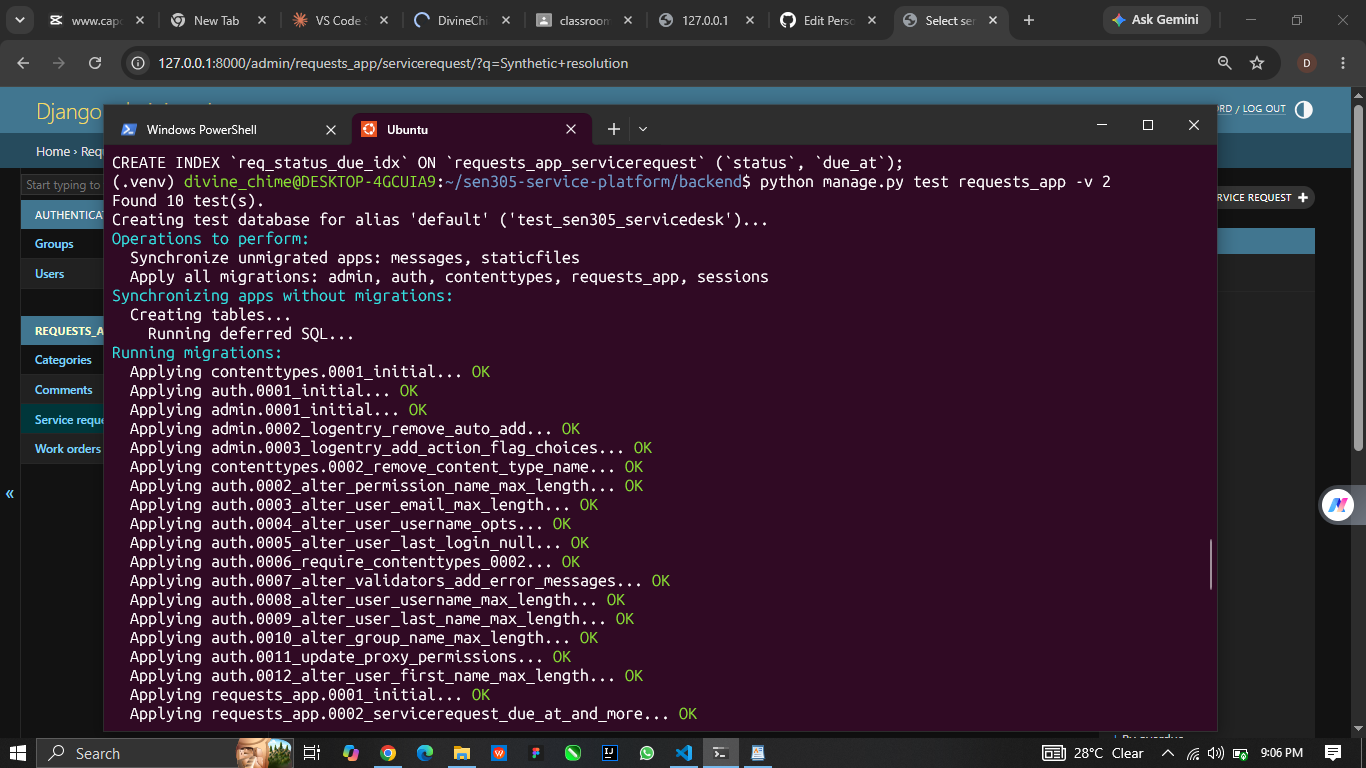 www.capc
New Tab
VS Code S
DivineChi
classroom
127.0.0.1
Edit Perso
Select ser
Ask Gemini
127.0.0.1:8000/admin/requests_app/servicerequest/?q=Synthetic+resolution
D
Django
RD / LOG OUT
Home › Requ
Start typing to
AUTHENTICA
Groups
Users
REQUESTS_A
Categories
Comments
Service reque
Work orders
«
RVICE REQUEST +
Windows PowerShell
Ubuntu
CREATE INDEX `req_status_due_idx` ON `requests_app_servicerequest` (`status`, `due_at`);
(.venv) divine_chime@DESKTOP-4GCUIA9:~/sen305-service-platform/backend$ python manage.py test requests_app -v 2
Found 10 test(s).
Creating test database for alias 'default' ('test_sen305_servicedesk')...
Operations to perform:
  Synchronize unmigrated apps: messages, staticfiles
  Apply all migrations: admin, auth, contenttypes, requests_app, sessions
Synchronizing apps without migrations:
  Creating tables...
    Running deferred SQL...
Running migrations:
  Applying contenttypes.0001_initial... OK
  Applying auth.0001_initial... OK
  Applying admin.0001_initial... OK
  Applying admin.0002_logentry_remove_auto_add... OK
  Applying admin.0003_logentry_add_action_flag_choices... OK
  Applying contenttypes.0002_remove_content_type_name... OK
  Applying auth.0002_alter_permission_name_max_length... OK
  Applying auth.0003_alter_user_email_max_length... OK
  Applying auth.0004_alter_user_username_opts... OK
  Applying auth.0005_alter_user_last_login_null... OK
  Applying auth.0006_require_contenttypes_0002... OK
  Applying auth.0007_alter_validators_add_error_messages... OK
  Applying auth.0008_alter_user_username_max_length... OK
  Applying auth.0009_alter_user_last_name_max_length... OK
  Applying auth.0010_alter_group_name_max_length... OK
  Applying auth.0011_update_proxy_permissions... OK
  Applying auth.0012_alter_user_first_name_max_length... OK
  Applying requests_app.0001_initial... OK
  Applying requests_app.0002_servicerequest_due_at_and_more... OK
Search
28°C Clear
9:06 PM